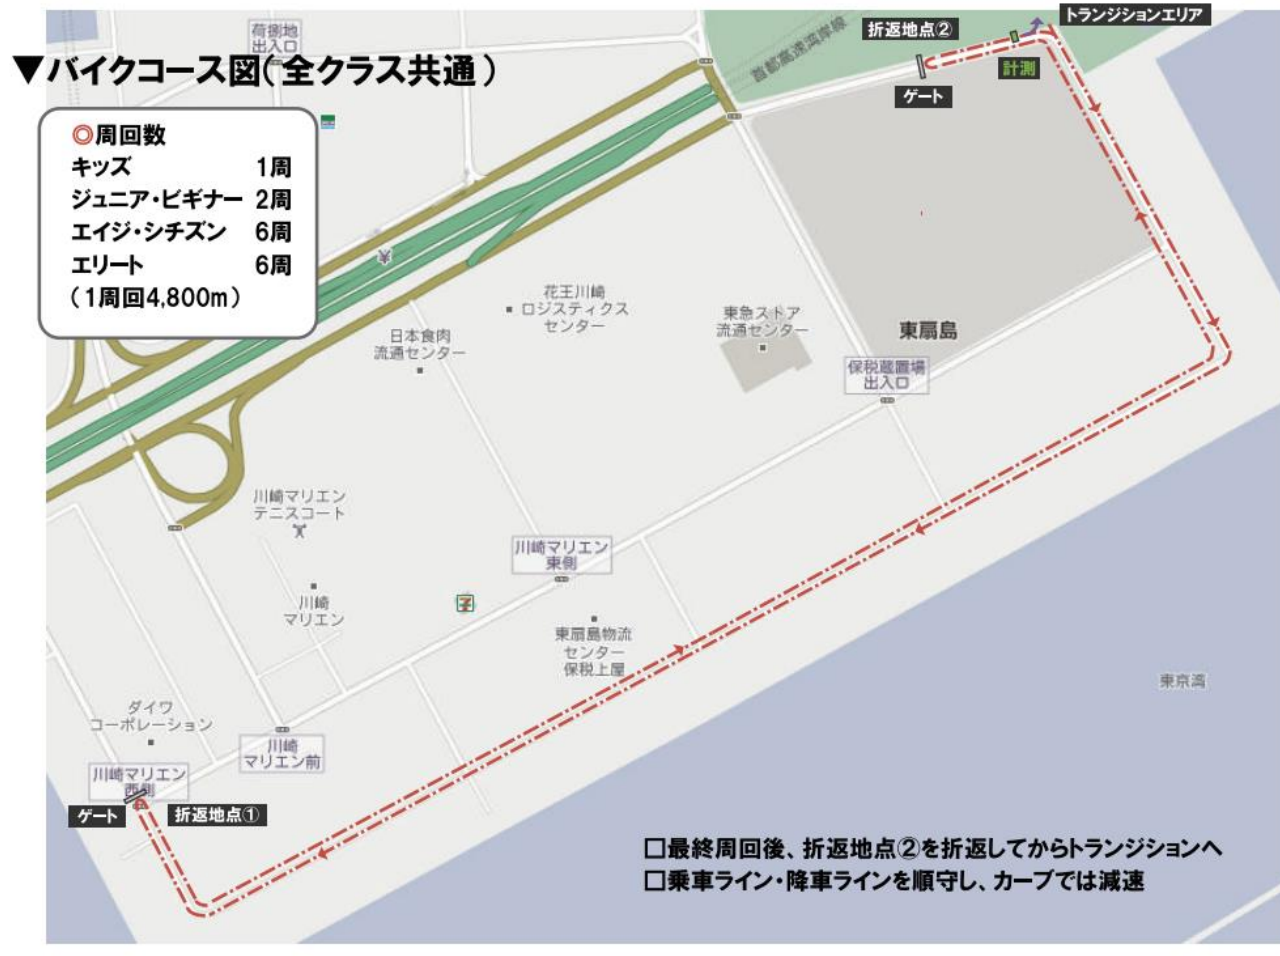 トランジションエリア
折返地点②
荷捌地
出入口
首都高速湾岸線
▼バイクコース図(全クラス共通)
計測
ゲート
◎周回数
キッズ 1周
ジュニア・ビギナー 2周
エイジ・シチズン 6周
エリート 6周
(1周回4,800m)
花王川崎
ロジスティクス
センター
東急ストア
流通センター
東扇島
日本食肉
流通センター
保税蔵置場
出入口
川崎マリエン
テニスコート
川崎マリエン
東側
川崎
マリエン
東扇島物流
センター
保税上屋
東京湾
ダイワ
コーポレーション
川崎
マリエン前
川崎マリエン
西側
ゲート
折返地点①
□最終周回後、折返地点②を折返してからトランジションへ
□乗車ライン・降車ラインを順守し、カーブでは減速